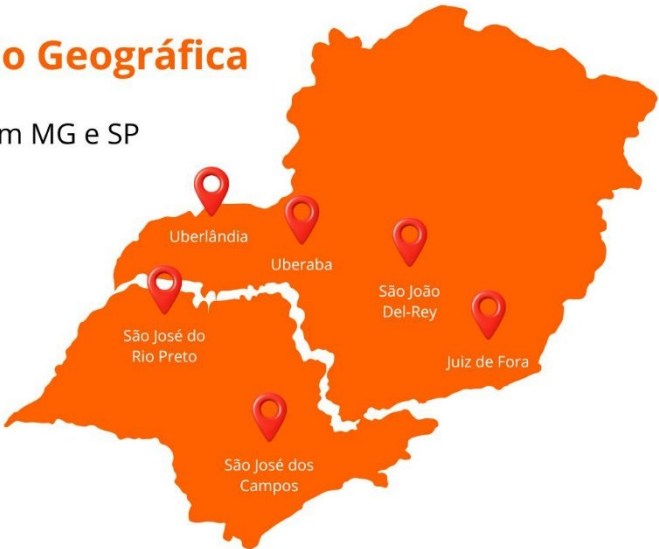 o Geográfica
m MG e SP
Uberlândia
Uberaba
São João
Del-Rey
São José do
Rio Preto
Juiz de Fora
São José dos
Campos